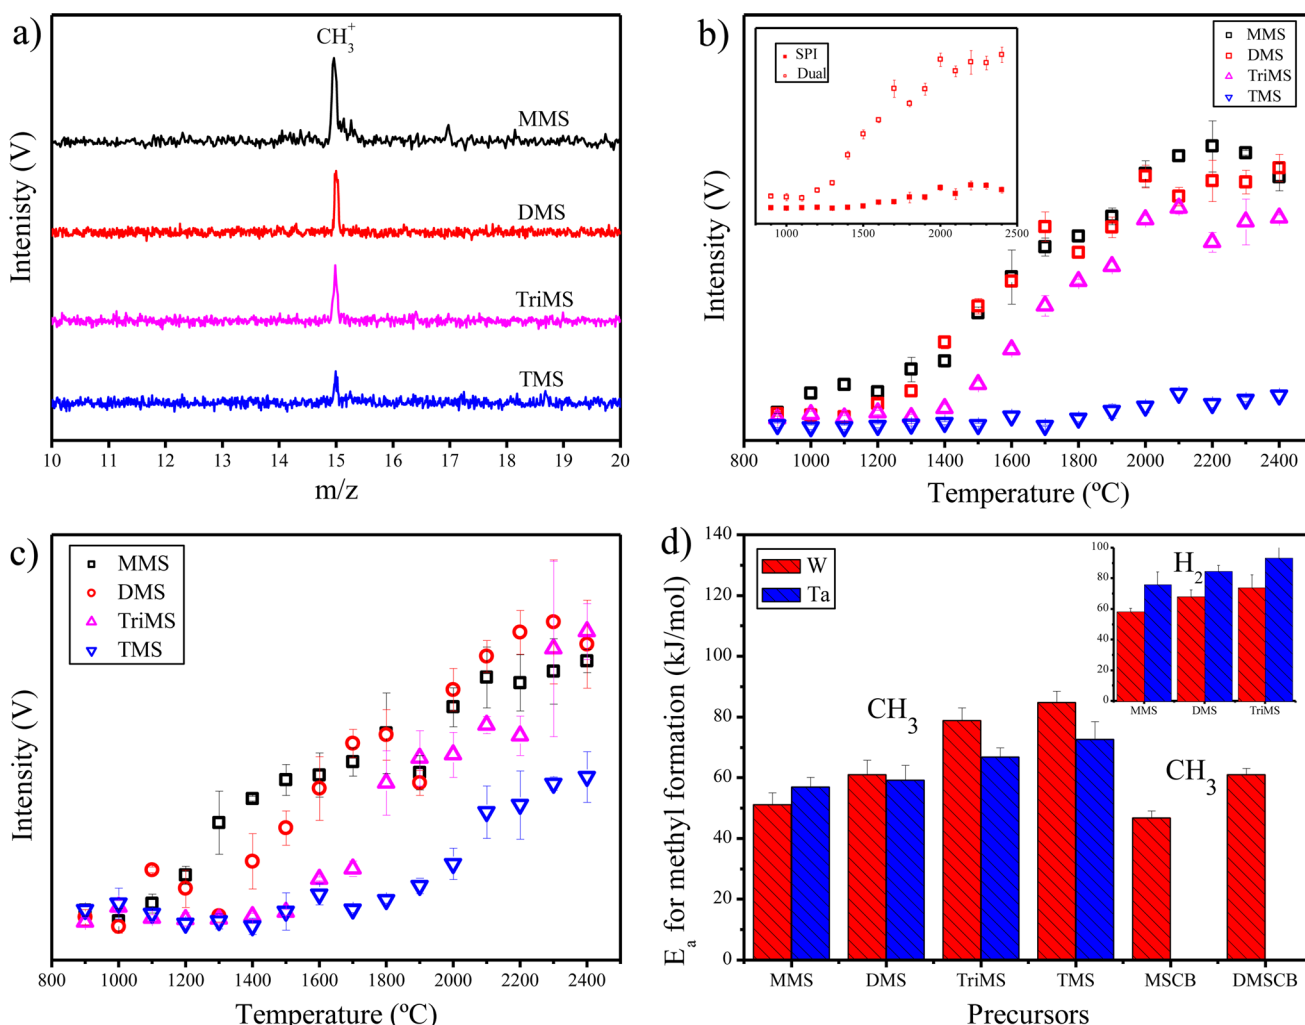 a)
CH3+
MMS
DMS
TriMS
TMS
Intenisty (V)
10 11 12 13 14 15 16 17 18 19 20
m/z
b)
SPI
Dual
1000 1500 2000 2500
MMS
DMS
TriMS
TMS
Intensity (V)
800 1000 1200 1400 1600 1800 2000 2200 2400
Temperature (ºC)
c)
MMS
DMS
TriMS
TMS
Intensity (V)
800 1000 1200 1400 1600 1800 2000 2200 2400
Temperature (ºC)
d)
W
Ta
140
120
100
80
60
40
20
0
Ea for methyl formation (kJ/mol)
CH3
CH3
H2
100
80
60
40
20
0
MMS DMS TriMS
MMS DMS TriMS TMS MSCB DMSCB
Precursors